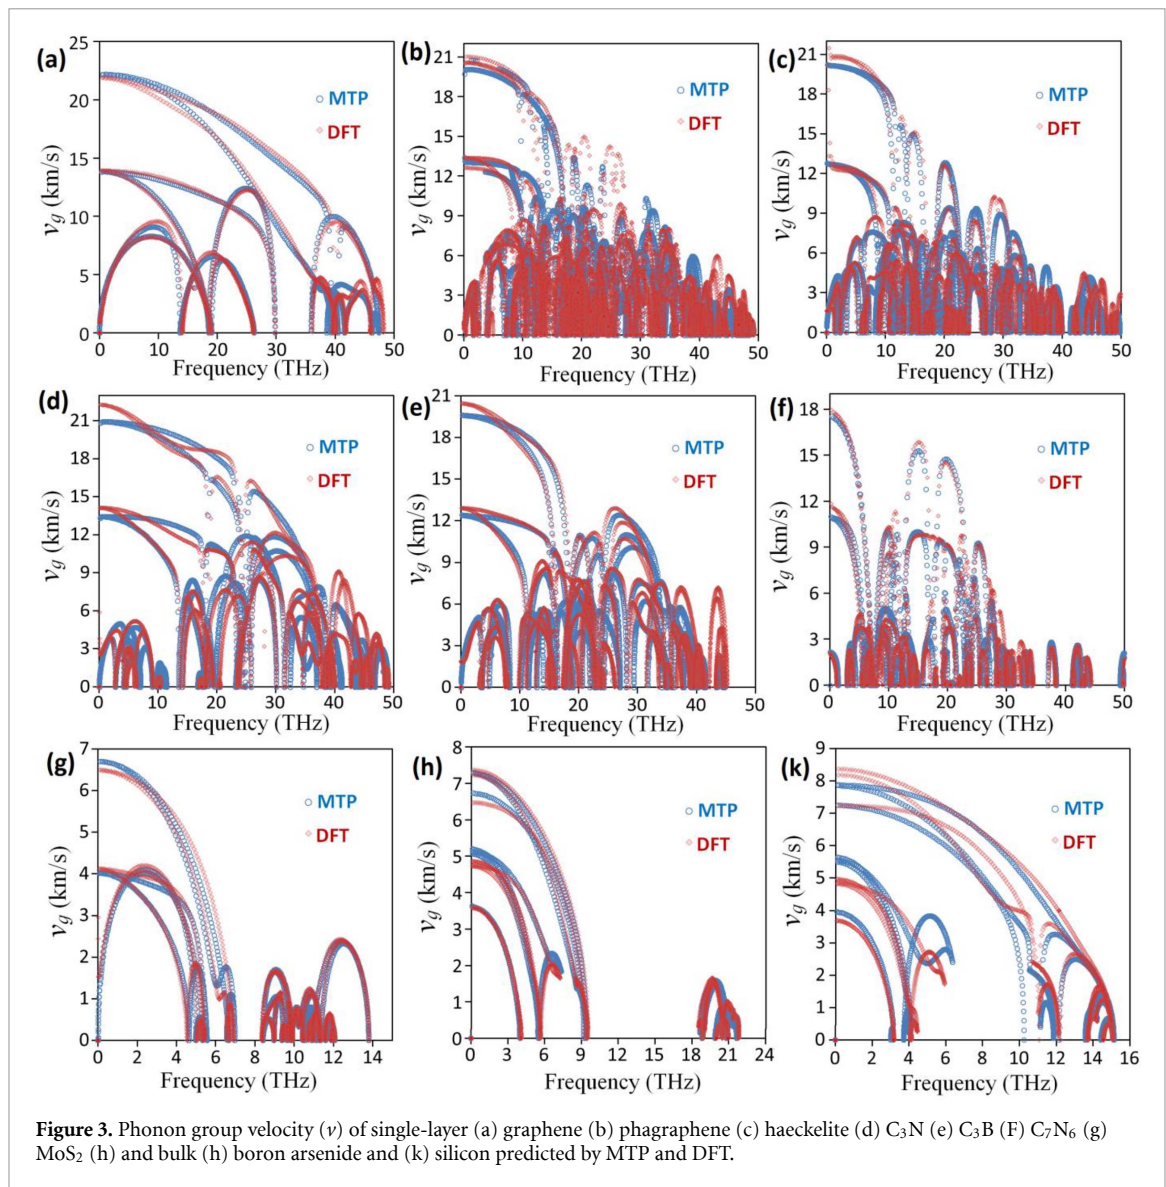 (a)
25
20
15
10
5
0
v_g (km/s)
MTP
DFT
0 10 20 30 40 50
Frequency (THz)
(b)
21
18
15
12
9
6
3
0
v_g (km/s)
MTP
DFT
0 10 20 30 40 50
Frequency (THz)
(c)
21
18
15
12
9
6
3
0
v_g (km/s)
MTP
DFT
0 10 20 30 40 50
Frequency (THz)
(d)
24
21
18
15
12
9
6
3
0
v_g (km/s)
MTP
DFT
0 10 20 30 40 50
Frequency (THz)
(e)
21
18
15
12
9
6
3
0
v_g (km/s)
MTP
DFT
0 10 20 30 40 50
Frequency (THz)
(f)
18
15
12
9
6
3
0
v_g (km/s)
MTP
DFT
0 10 20 30 40 50
Frequency (THz)
(g)
7
6
5
4
3
2
1
0
v_g (km/s)
MTP
DFT
0 2 4 6 8 10 12 14
Frequency (THz)
(h)
8
7
6
5
4
3
2
1
0
v_g (km/s)
MTP
DFT
0 3 6 9 12 15 18 21 24
Frequency (THz)
(k)
9
8
7
6
5
4
3
2
1
0
v_g (km/s)
MTP
DFT
0 2 4 6 8 10 12 14 16
Frequency (THz)
Figure 3. Phonon group velocity (v) of single-layer (a) graphene (b) phagraphene (c) haeckelite (d) C₃N (e) C₃B (F) C₇N₆ (g)
MoS₂ (h) and bulk (h) boron arsenide and (k) silicon predicted by MTP and DFT.